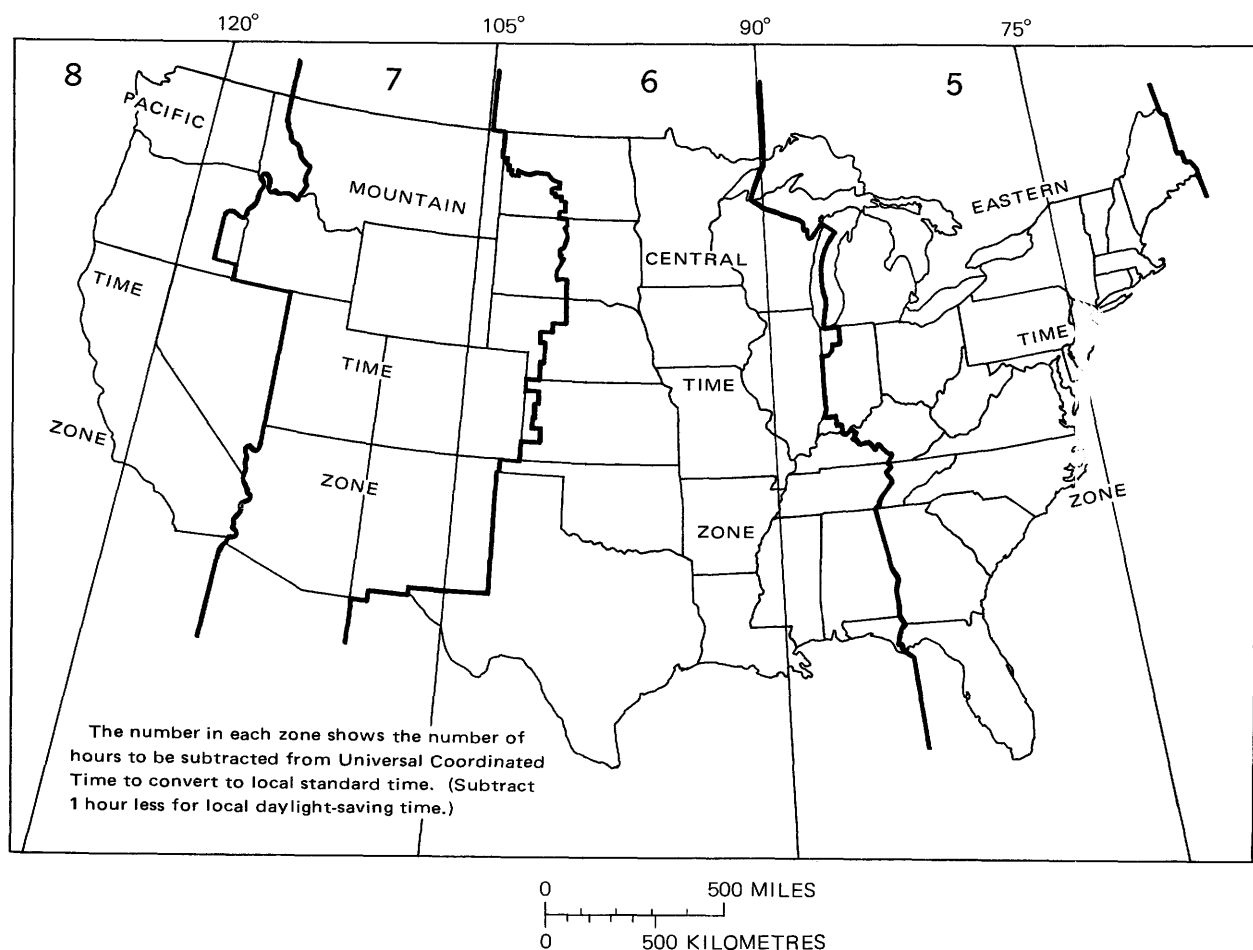 120°
105°
90°
75°
8
7
6
5
PACIFIC
MOUNTAIN
EASTERN
CENTRAL
TIME
TIME
TIME
TIME
ZONE
ZONE
ZONE
ZONE
The number in each zone shows the number of
hours to be subtracted from Universal Coordinated
Time to convert to local standard time. (Subtract
1 hour less for local daylight-saving time.)
0 500 MILES
0 500 KILOMETRES